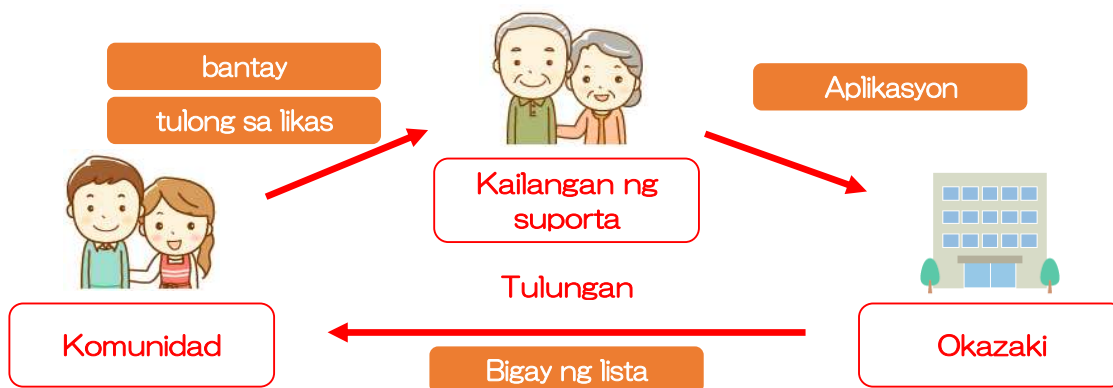 bantay
tulong sa likas
Aplikasyon
Kailangan ng
suporta
Tulungan
Komunidad
Okazaki
Bigay ng lista